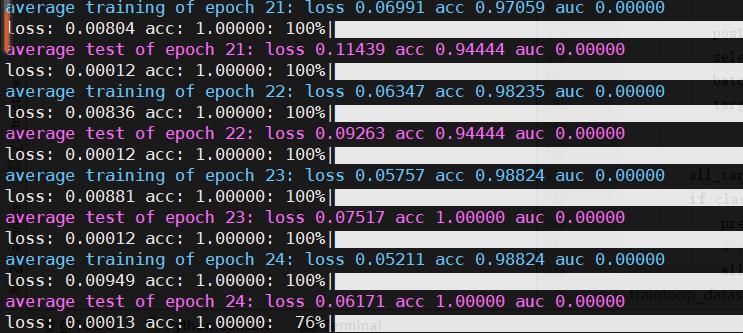 average training of epoch 21: loss 0.06991 acc 0.97059 auc 0.00000
loss: 0.00804 acc: 1.00000: 100%|
average test of epoch 21: loss 0.11439 acc 0.94444 auc 0.00000
loss: 0.00012 acc: 1.00000: 100%|
average training of epoch 22: loss 0.06347 acc 0.98235 auc 0.00000
loss: 0.00836 acc: 1.00000: 100%|
average test of epoch 22: loss 0.09263 acc 0.94444 auc 0.00000
loss: 0.00012 acc: 1.00000: 100%|
average training of epoch 23: loss 0.05757 acc 0.98824 auc 0.00000
loss: 0.00881 acc: 1.00000: 100%|
average test of epoch 23: loss 0.07517 acc 1.00000 auc 0.00000
loss: 0.00012 acc: 1.00000: 100%|
average training of epoch 24: loss 0.05211 acc 0.98824 auc 0.00000
loss: 0.00949 acc: 1.00000: 100%|
average test of epoch 24: loss 0.06171 acc 1.00000 auc 0.00000
loss: 0.00013 acc: 1.00000:  76%|